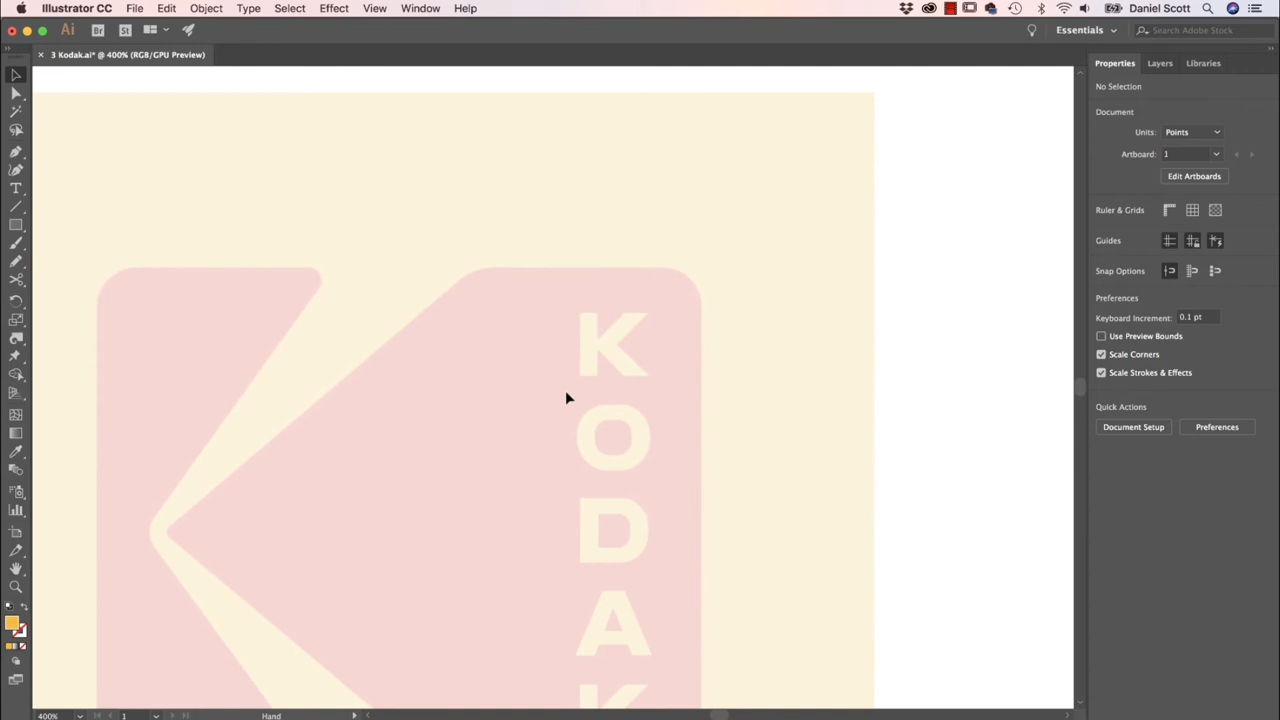 Illustrator CC File Edit Object Type Select Effect View Window Help Daniel Scott
Ai Br St Essentials Search Adobe Stock
× 3 Kodak.ai* @ 400% (RGB/GPU Preview)
Properties Layers Libraries
No Selection
Document
Units: Points
Artboard: 1
Edit Artboards
Ruler & Grids
Guides
Snap Options
Preferences
Keyboard Increment: 0.1 pt
Use Preview Bounds
Scale Corners
Scale Strokes & Effects
Quick Actions
Document Setup Preferences
K
O
D
A
K
T
400% 1 Hand